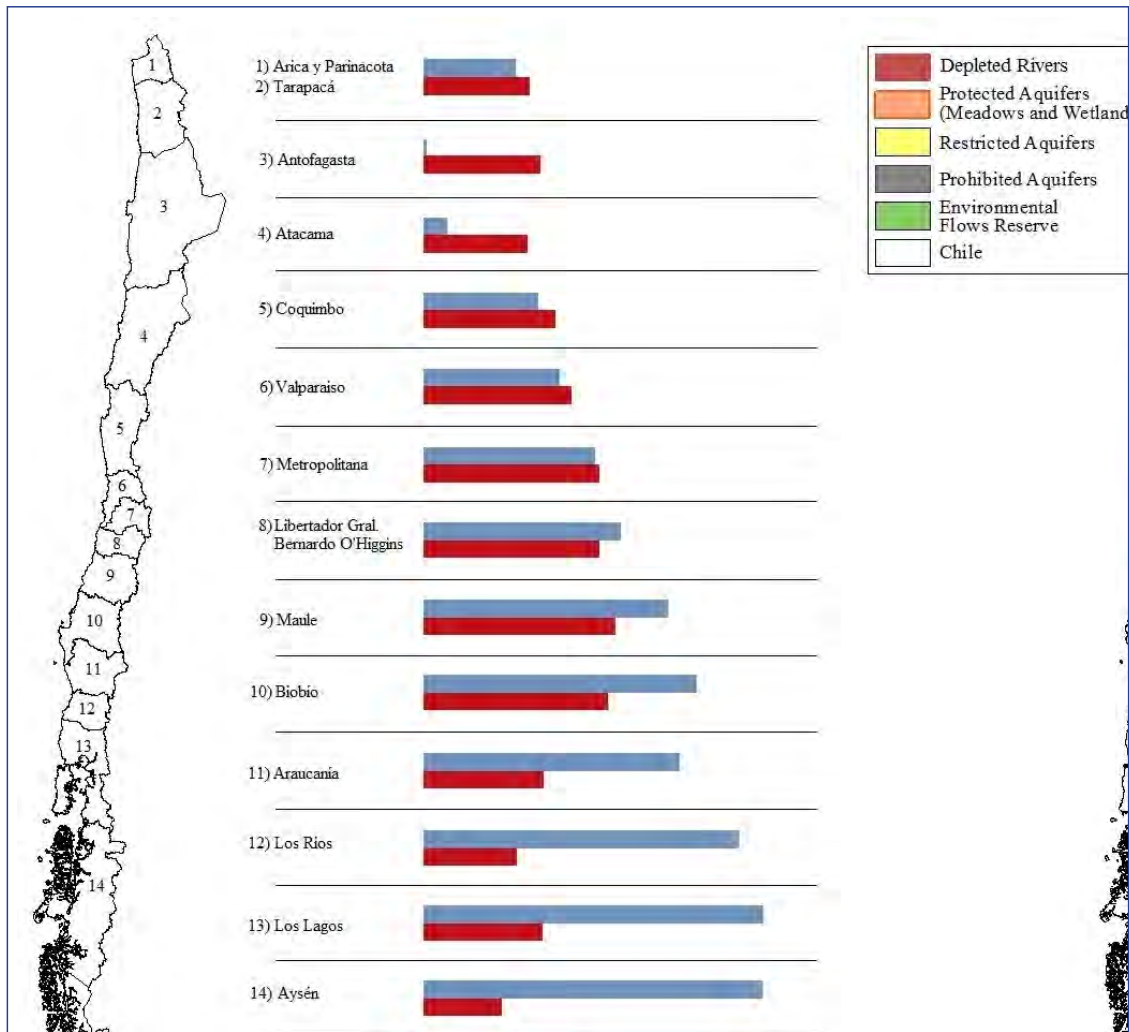 1
2
3
4
5
6
7
8
9
10
11
12
13
14
1) Arica y Parinacota
2) Tarapacá
3) Antofagasta
4) Atacama
5) Coquimbo
6) Valparaiso
7) Metropolitana
8) Libertador Gral.
Bernardo O'Higgins
9) Maule
10) Biobio
11) Araucanía
12) Los Rios
13) Los Lagos
14) Aysén
Depleted Rivers
Protected Aquifers
(Meadows and Wetland
Restricted Aquifers
Prohibited Aquifers
Environmental
Flows Reserve
Chile